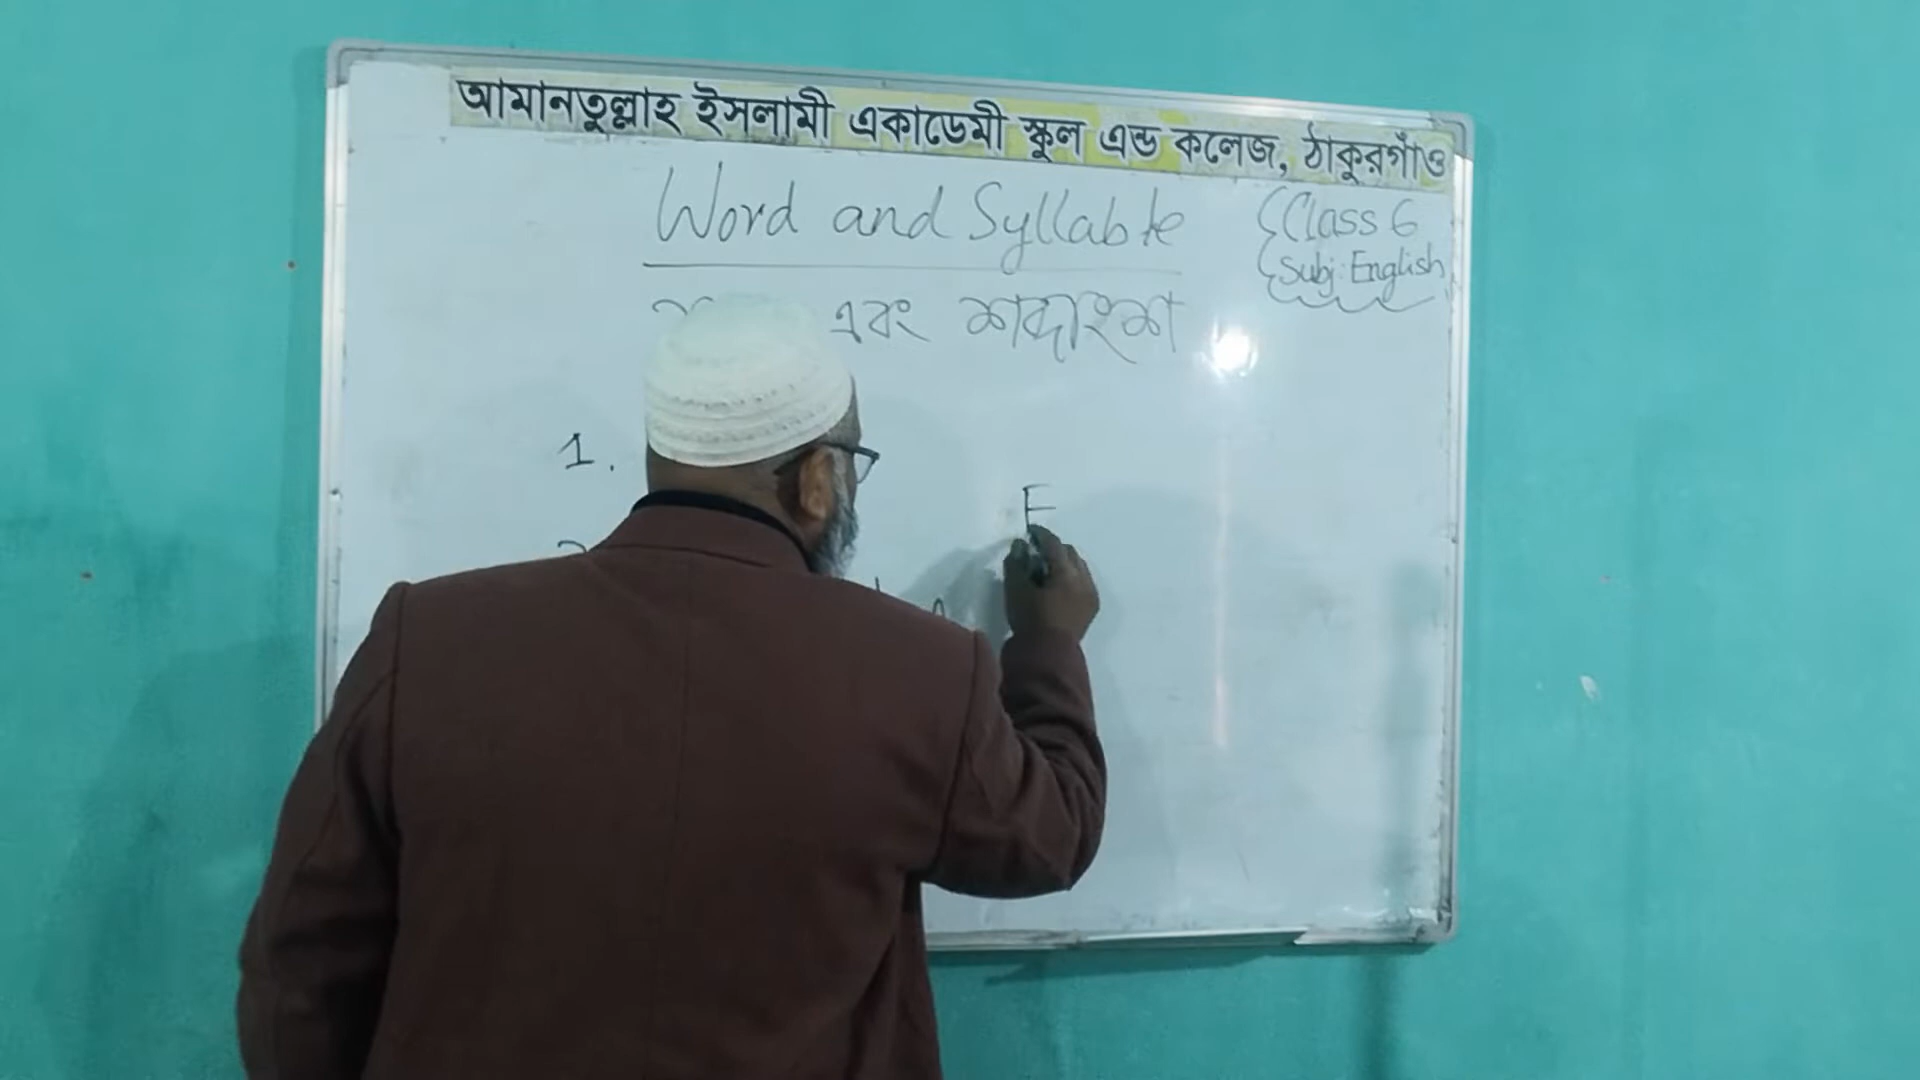 আমানতুল্লাহ ইসলামী একাডেমী স্কুল এন্ড কলেজ, ঠাকুরগাঁও
Word and Syllable
{Class 6
{Subj: English
এবং শব্দাংশ
1.
E